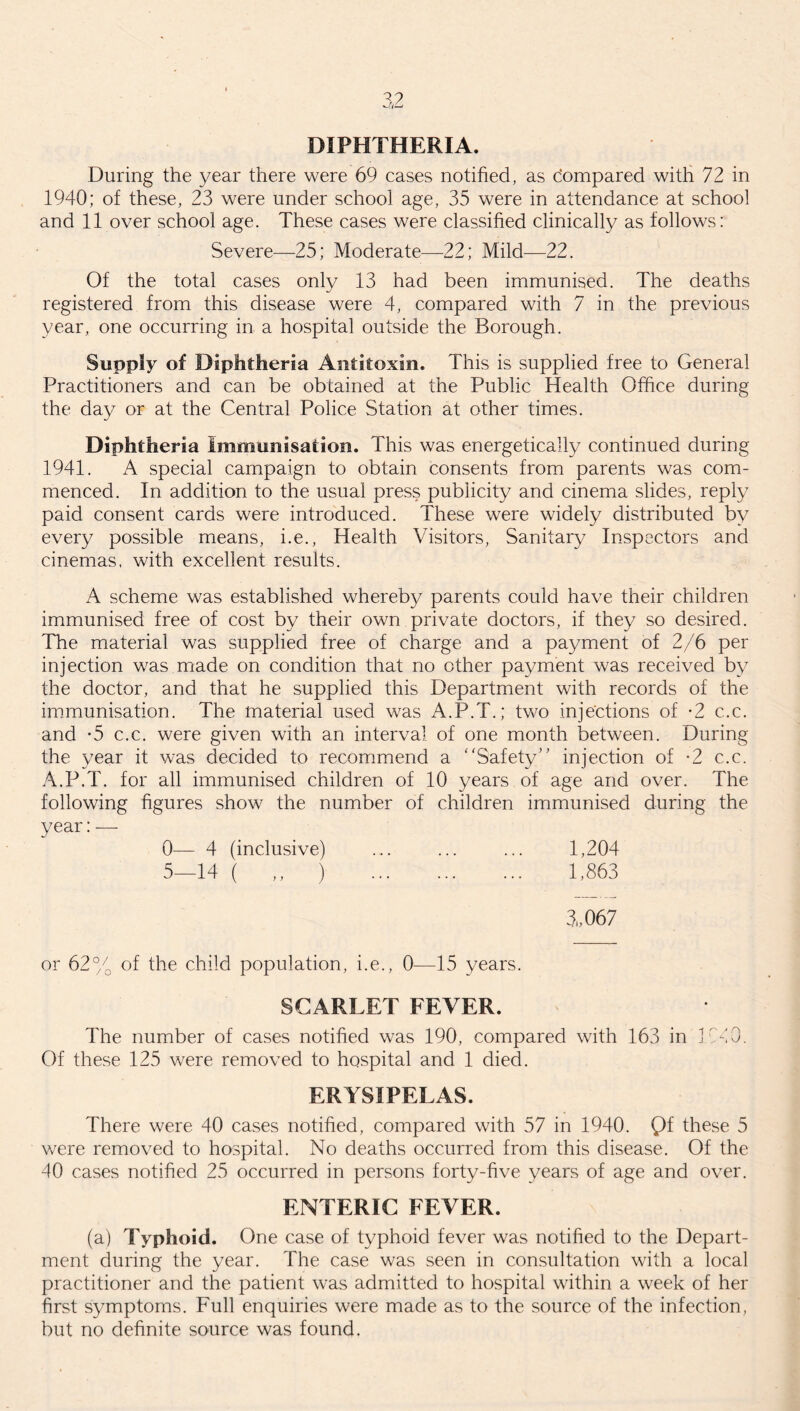 32
DIPHTHERIA.
During the year there were 69 cases notified, as compared with 72 in
1940; of these, 23 were under school age, 35 were in attendance at school
and 11 over school age. These cases were classified clinically as follows:
Severe—25; Moderate—22; Mild—22.
Of the total cases only 13 had been immunised. The deaths
registered from this disease were 4, compared with 7 in the previous
year, one occurring in a hospital outside the Borough.
Supply of Diphtheria Antitoxin. This is supplied free to General
Practitioners and can be obtained at the Public Health Office during
the day or at the Central Police Station at other times.
Diphtheria Immunisation. This was energetically continued during
1941. A special campaign to obtain consents from parents was com-
menced. In addition to the usual press publicity and cinema slides, reply
paid consent cards were introduced. These were widely distributed by
every possible means, i.e., Health Visitors, Sanitary Inspectors and
cinemas, with excellent results.
A scheme was established whereby parents could have their children
immunised free of cost by their own private doctors, if they so desired.
The material was supplied free of charge and a payment of 2/6 per
injection was made on condition that no other payment was received by
the doctor, and that he supplied this Department with records of the
immunisation. The material used was A.P.T.; two injections of ·2 c.c.
and ·5 c.c. were given with an interval of one month between. During
the year it was decided to recommend a "Safety" injection of ·2 c.c.
A.P.T. for all immunised children of 10 years of age and over. The
following figures show the number of children immunised during the
year:—
0— 4 (inclusive) ... ... ... 1,204
5—14 ( ,, ) ... ... ... 1,863
3,067
or 62% of the child population, i.e., 0—15 years.
SCARLET FEVER.
The number of cases notified was 190, compared with 163 in 1940.
Of these 125 were removed to hospital and 1 died.
ERYSIPELAS.
There were 40 cases notified, compared with 57 in 1940. Of these 5
were removed to hospital. No deaths occurred from this disease. Of the
40 cases notified 25 occurred in persons forty-five years of age and over.
ENTERIC FEVER.
(a) Typhoid. One case of typhoid fever was notified to the Depart-
ment during the year. The case was seen in consultation with a local
practitioner and the patient was admitted to hospital within a week of her
first symptoms. Full enquiries were made as to the source of the infection,
but no definite source was found.